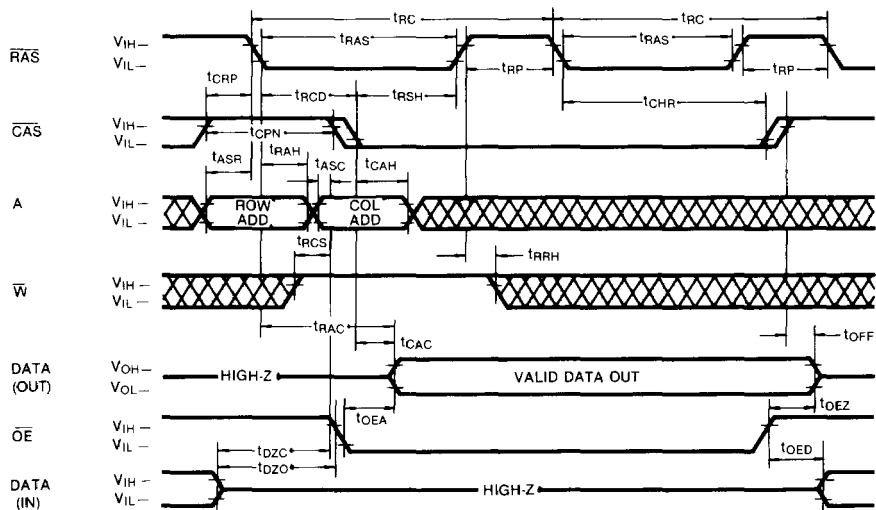 tRC tRC
RAS VIH tRAS tRAS
VIL
tCRP tRCD tRSH tRP tCHR tRP
CAS VIH tCPN
VIL
tASR tRAH tASC tCAH
A VIH ROW ADD COL ADD
VIL
tRCS tRRH
W VIH
VIL
tRAC tCAC tOFF
DATA (OUT) VOH HIGH-Z VALID DATA OUT
VOL
tOEA tOEZ
OE VIH
VIL
tDZC tOED
tDZO
DATA (IN) VIH HIGH-Z
VIL